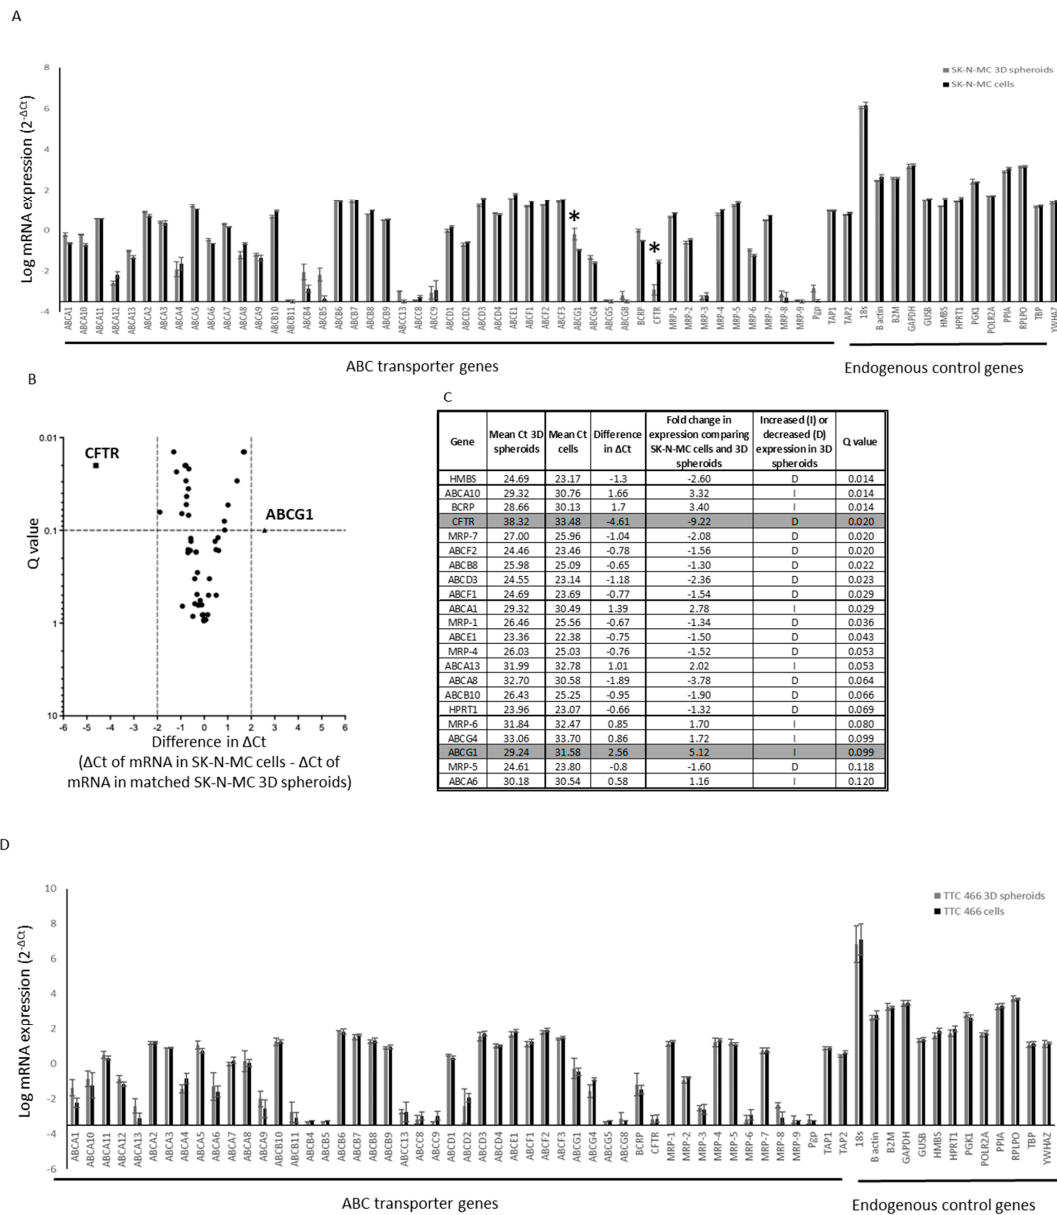 A
8
6
4
2
0
-2
-4
Log mRNA expression (2-ΔCt)
SK-N-MC 3D spheroids
SK-N-MC cells
*
*
ABCA1 ABCA10 ABCA11 ABCA12 ABCA13 ABCA2 ABCA3 ABCA4 ABCA5 ABCA6 ABCA7 ABCA8 ABCA9 ABCB10 ABCB11 ABCB4 ABCB5 ABCB6 ABCB7 ABCB8 ABCB9 ABCC13 ABCC8 ABCC9 ABCD1 ABCD2 ABCD3 ABCD4 ABCE1 ABCF1 ABCF2 ABCF3 ABCG1 ABCG4 ABCG5 ABCG8 BCRP CFTR MRP-1 MRP-2 MRP-3 MRP-4 MRP-5 MRP-6 MRP-7 MRP-8 MRP-9 Pgp TAP1 TAP2 18s B actin B2M GAPDH GUSB HMBS HPRT1 PGK1 POLR2A PPIA RPLPO TBP YWHAZ
ABC transporter genes
Endogenous control genes
B
0.01
0.1
1
10
Q value
CFTR
ABCG1
-6 -5 -4 -3 -2 -1 0 1 2 3 4 5 6
Difference in ΔCt
(ΔCt of mRNA in SK-N-MC cells - ΔCt of
mRNA in matched SK-N-MC 3D spheroids)
C
Gene Mean Ct 3D spheroids Mean Ct cells Difference in ΔCt Fold change in expression comparing SK-N-MC cells and 3D spheroids Increased (I) or decreased (D) expression in 3D spheroids Q value
HMBS 24.69 23.17 -1.3 -2.60 D 0.014
ABCA10 29.32 30.76 1.66 3.32 I 0.014
BCRP 28.66 30.13 1.7 3.40 I 0.014
CFTR 38.32 33.48 -4.61 -9.22 D 0.020
MRP-7 27.00 25.96 -1.04 -2.08 D 0.020
ABCF2 24.46 23.46 -0.78 -1.56 D 0.020
ABCB8 25.98 25.09 -0.65 -1.30 D 0.022
ABCD3 24.55 23.14 -1.18 -2.36 D 0.023
ABCF1 24.69 23.69 -0.77 -1.54 D 0.029
ABCA1 29.32 30.49 1.39 2.78 I 0.029
MRP-1 26.46 25.56 -0.67 -1.34 D 0.036
ABCE1 23.36 22.38 -0.75 -1.50 D 0.043
MRP-4 26.03 25.03 -0.76 -1.52 D 0.053
ABCA13 31.99 32.78 1.01 2.02 I 0.053
ABCA8 32.70 30.58 -1.89 -3.78 D 0.064
ABCB10 26.43 25.25 -0.95 -1.90 D 0.066
HPRT1 23.96 23.07 -0.66 -1.32 D 0.069
MRP-6 31.84 32.47 0.85 1.70 I 0.080
ABCG4 33.06 33.70 0.86 1.72 I 0.099
ABCG1 29.24 31.58 2.56 5.12 I 0.099
MRP-5 24.61 23.80 -0.8 -1.60 D 0.118
ABCA6 30.18 30.54 0.58 1.16 I 0.120
D
10
8
6
4
2
0
-2
-4
-6
Log mRNA expression (2-ΔCt)
TTC 466 3D spheroids
TTC 466 cells
ABCA1 ABCA10 ABCA11 ABCA12 ABCA13 ABCA2 ABCA3 ABCA4 ABCA5 ABCA6 ABCA7 ABCA8 ABCA9 ABCB10 ABCB11 ABCB4 ABCB5 ABCB6 ABCB7 ABCB8 ABCB9 ABCC13 ABCC8 ABCC9 ABCD1 ABCD2 ABCD3 ABCD4 ABCE1 ABCF1 ABCF2 ABCF3 ABCG1 ABCG4 ABCG5 ABCG8 BCRP CFTR MRP-1 MRP-2 MRP-3 MRP-4 MRP-5 MRP-6 MRP-7 MRP-8 MRP-9 Pgp TAP1 TAP2 18s B actin B2M GAPDH GUSB HMBS HPRT1 PGK1 POLR2A PPIA RPLPO TBP YWHAZ
ABC transporter genes
Endogenous control genes